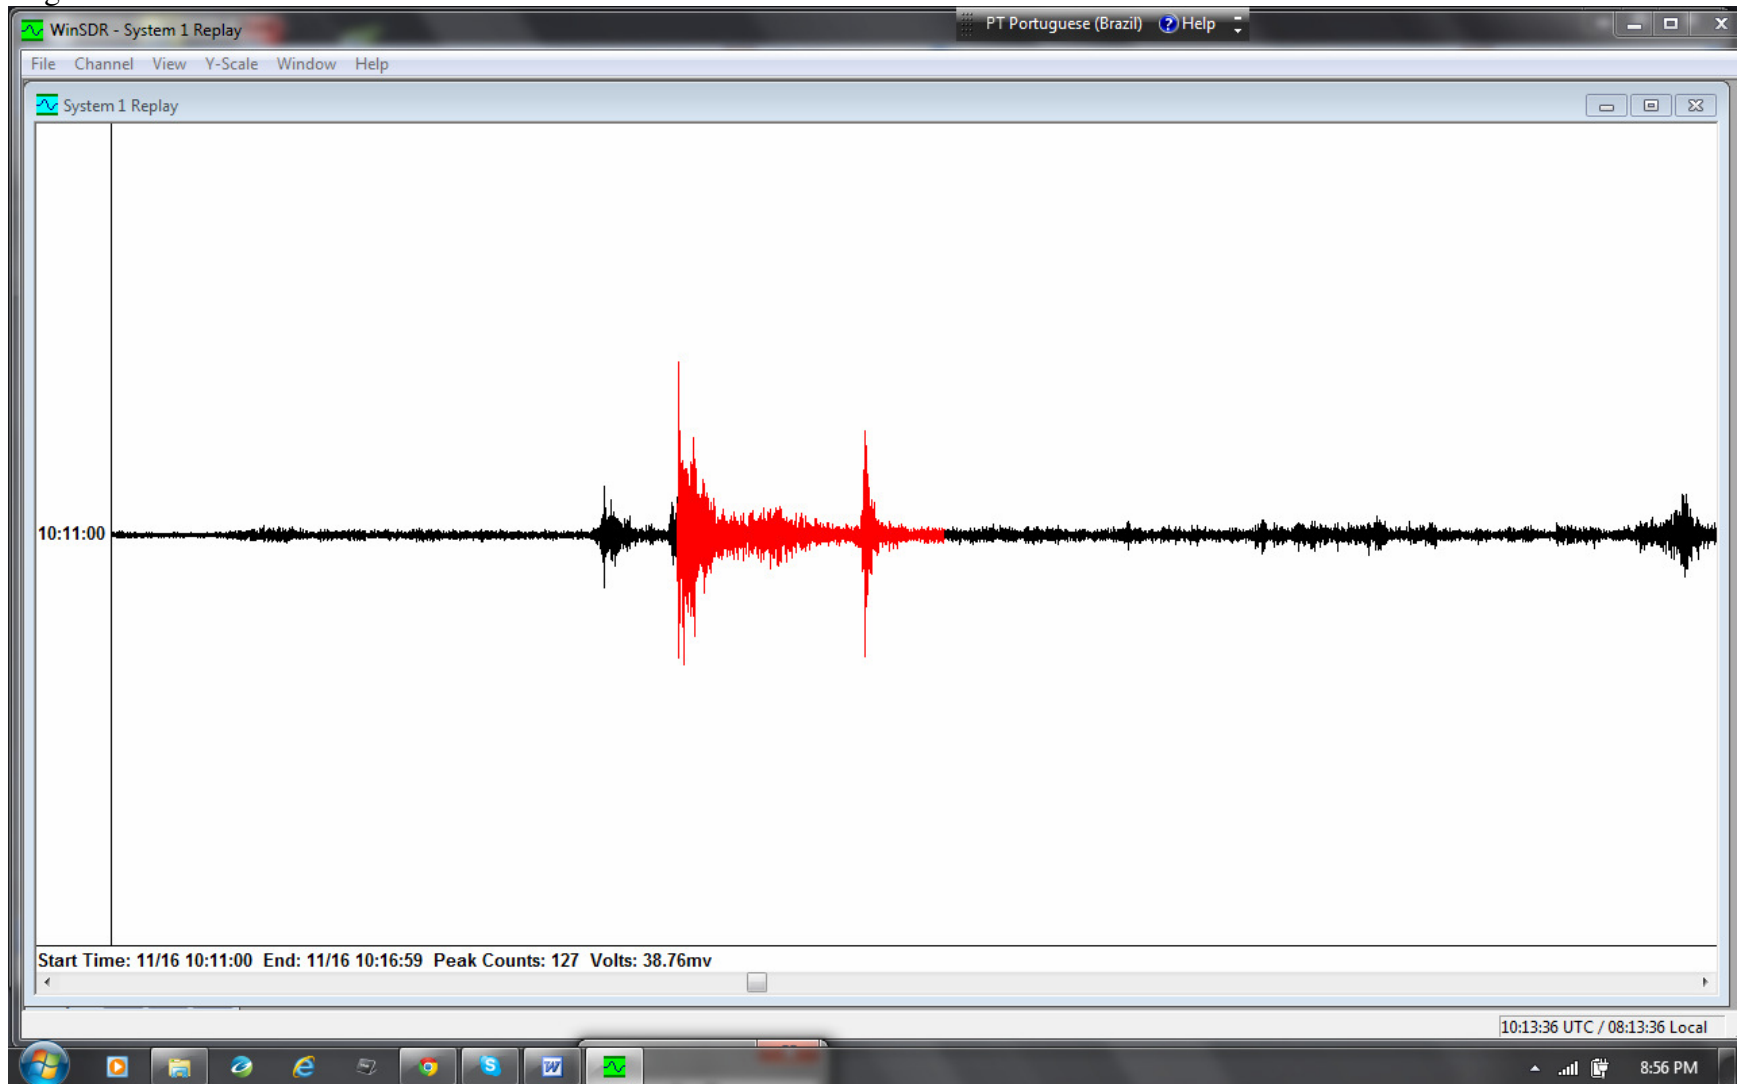 WinSDR - System 1 Replay
PT Portuguese (Brazil) Help
File Channel View Y-Scale Window Help
System 1 Replay
10:11:00
Start Time: 11/16 10:11:00 End: 11/16 10:16:59 Peak Counts: 127 Volts: 38.76mv
10:13:36 UTC / 08:13:36 Local
8:56 PM